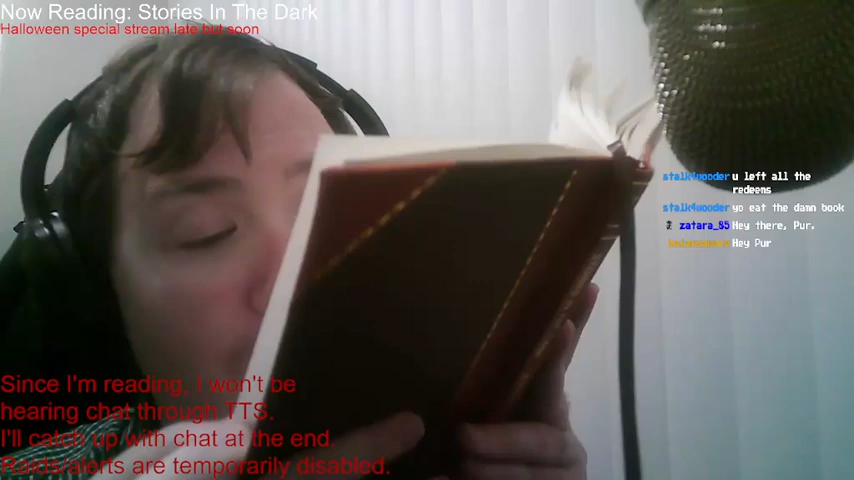 Now Reading: Stories In The Dark
Halloween special stream late but soon
stalk4wooder u left all the
redeems
stalk4wooder yo eat the damn book
zatara_85 Hey there, Pur.
Hey Pur
Since I'm reading, I won't be
hearing chat through TTS.
I'll catch up with chat at the end.
Raids/alerts are temporarily disabled.